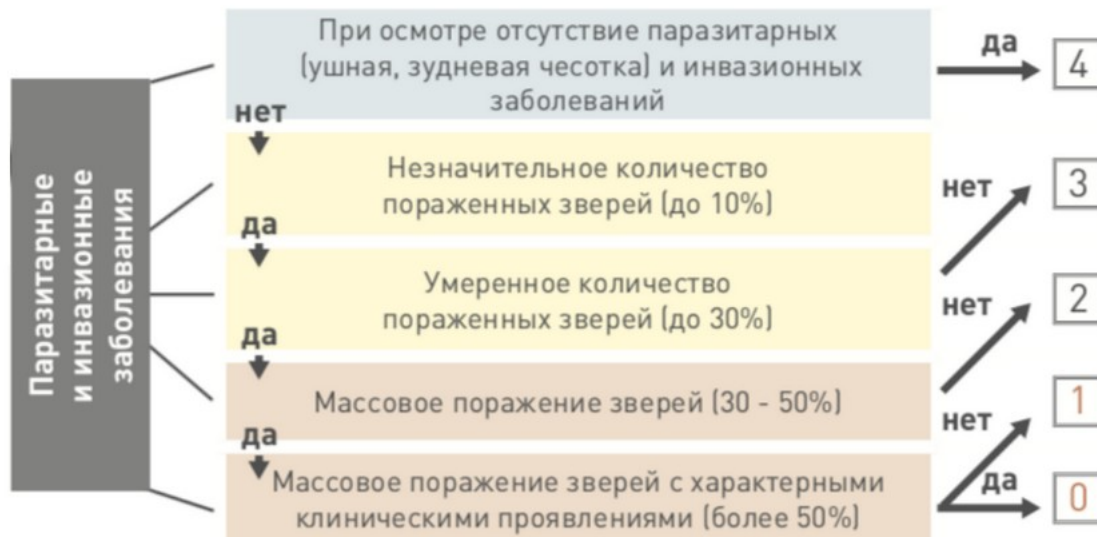 Паразитарные
и инвазионные
заболевания
При осмотре отсутствие паразитарных
(ушная, зудневая чесотка) и инвазионных
заболеваний
да
4
нет
Незначительное количество
пораженных зверей (до 10%)
нет
3
да
Умеренное количество
пораженных зверей (до 30%)
нет
2
да
Массовое поражение зверей (30 - 50%)
нет
1
да
Массовое поражение зверей с характерными
клиническими проявлениями (более 50%)
да
0